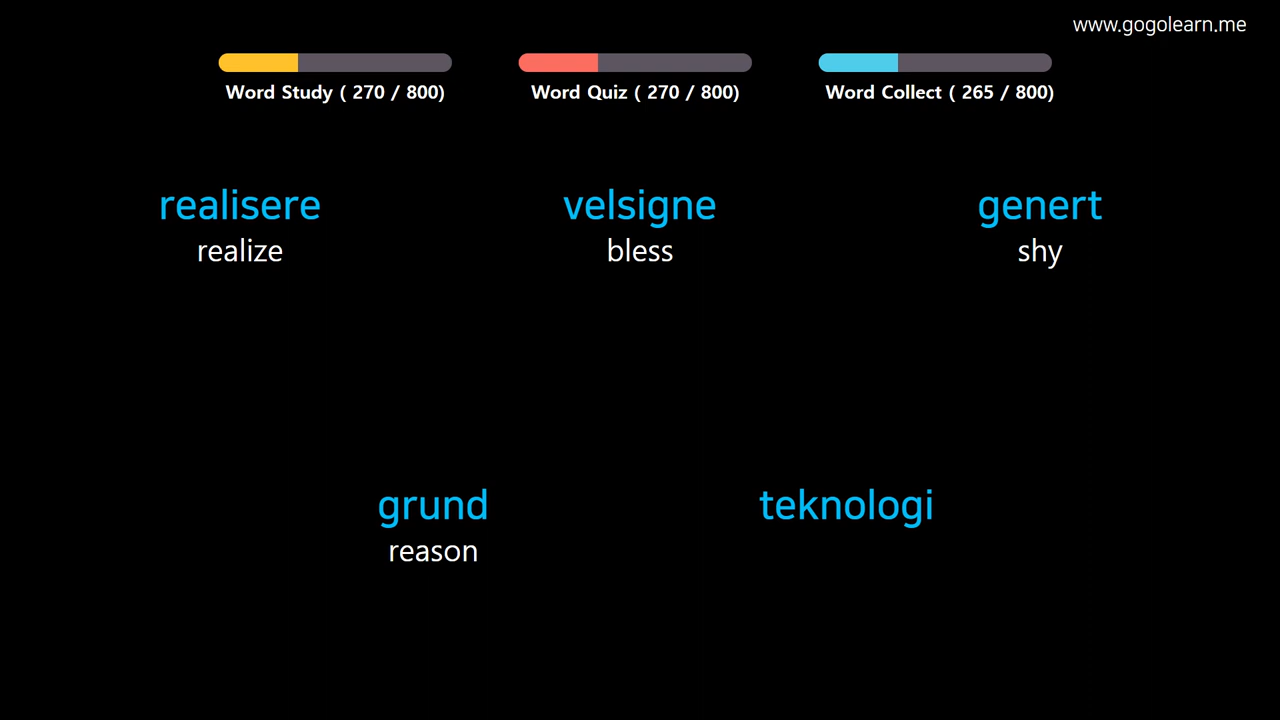 www.gogolearn.me
Word Study ( 270 / 800)
Word Quiz ( 270 / 800)
Word Collect ( 265 / 800)
realisere
realize
velsigne
bless
genert
shy
grund
reason
teknologi